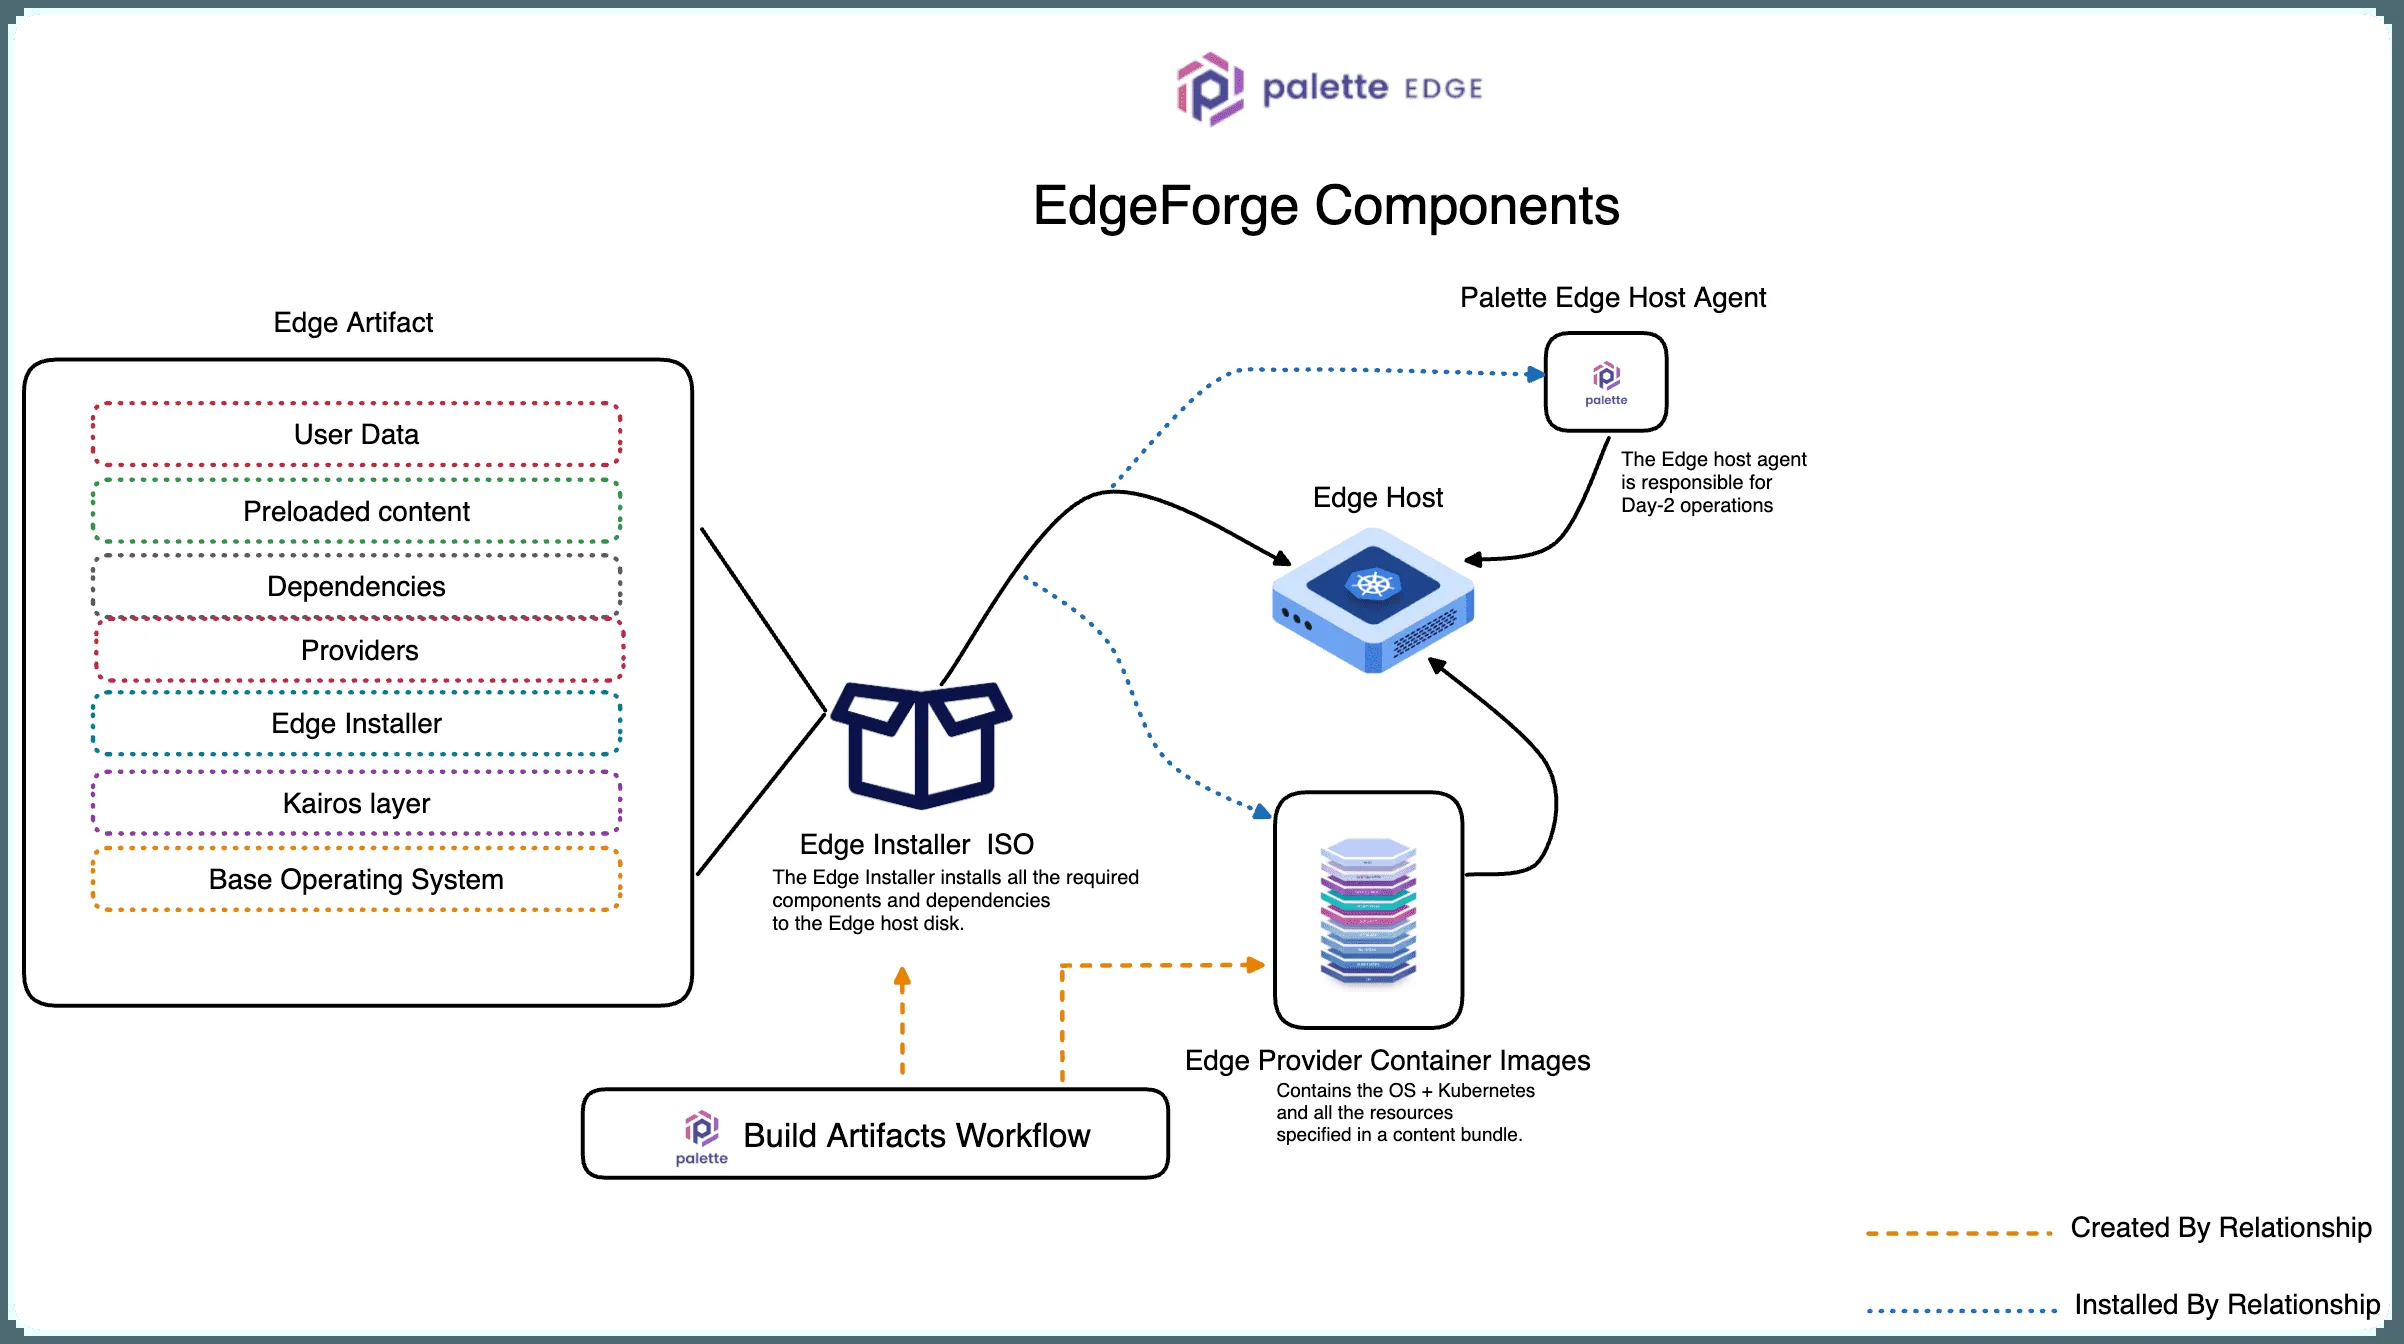 palette EDGE
EdgeForge Components
Palette Edge Host Agent
palette
The Edge host agent
is responsible for
Day-2 operations
Edge Artifact
User Data
Preloaded content
Dependencies
Providers
Edge Installer
Kairos layer
Base Operating System
Edge Host
Edge Installer ISO
The Edge Installer installs all the required
components and dependencies
to the Edge host disk.
Edge Provider Container Images
Contains the OS + Kubernetes
and all the resources
specified in a content bundle.
palette
Build Artifacts Workflow
Created By Relationship
Installed By Relationship